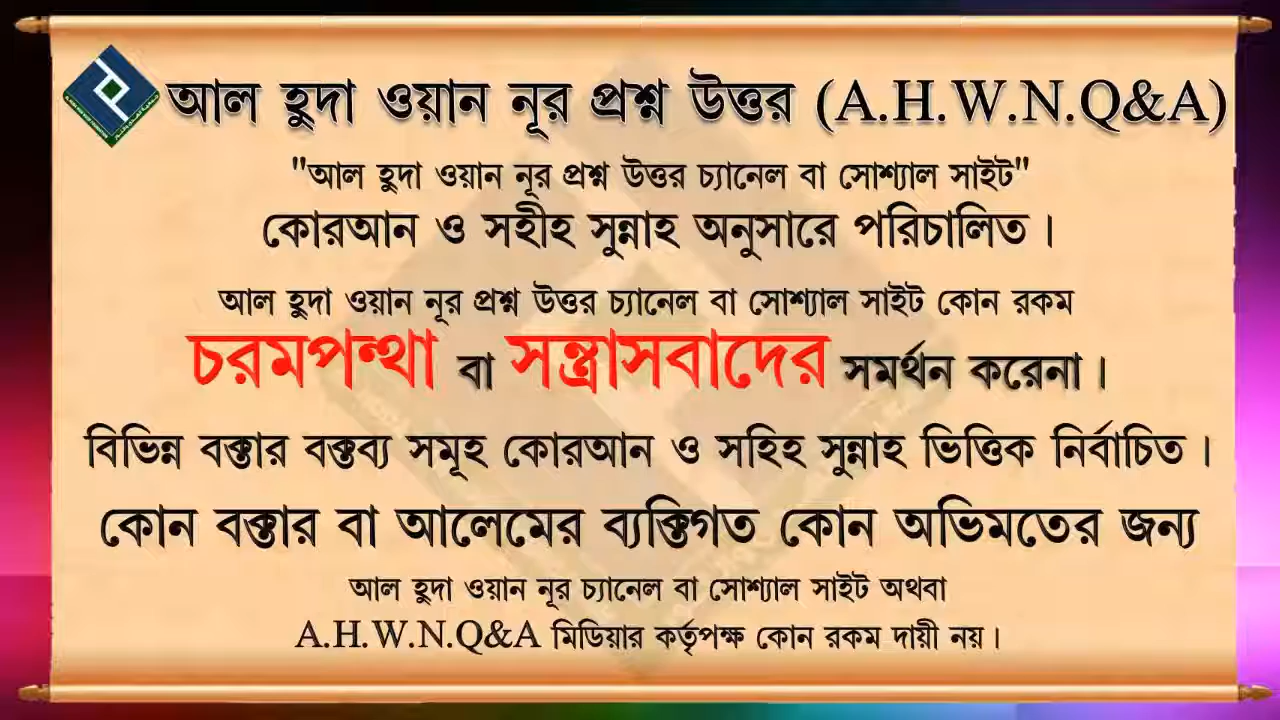 আল হুদা ওয়ান নূর প্রশ্ন উত্তর (A.H.W.N.Q&A)
"আল হুদা ওয়ান নূর প্রশ্ন উত্তর চ্যানেল বা সোশ্যাল সাইট"
কোরআন ও সহীহ সুন্নাহ অনুসারে পরিচালিত।
আল হুদা ওয়ান নূর প্রশ্ন উত্তর চ্যানেল বা সোশ্যাল সাইট কোন রকম
চরমপন্থা বা সন্ত্রাসবাদের সমর্থন করেনা।
বিভিন্ন বক্তার বক্তব্য সমূহ কোরআন ও সহিহ সুন্নাহ ভিত্তিক নির্বাচিত।
কোন বক্তার বা আলেমের ব্যক্তিগত কোন অভিমতের জন্য
আল হুদা ওয়ান নূর চ্যানেল বা সোশ্যাল সাইট অথবা
A.H.W.N.Q&A মিডিয়ার কর্তৃপক্ষ কোন রকম দায়ী নয়।